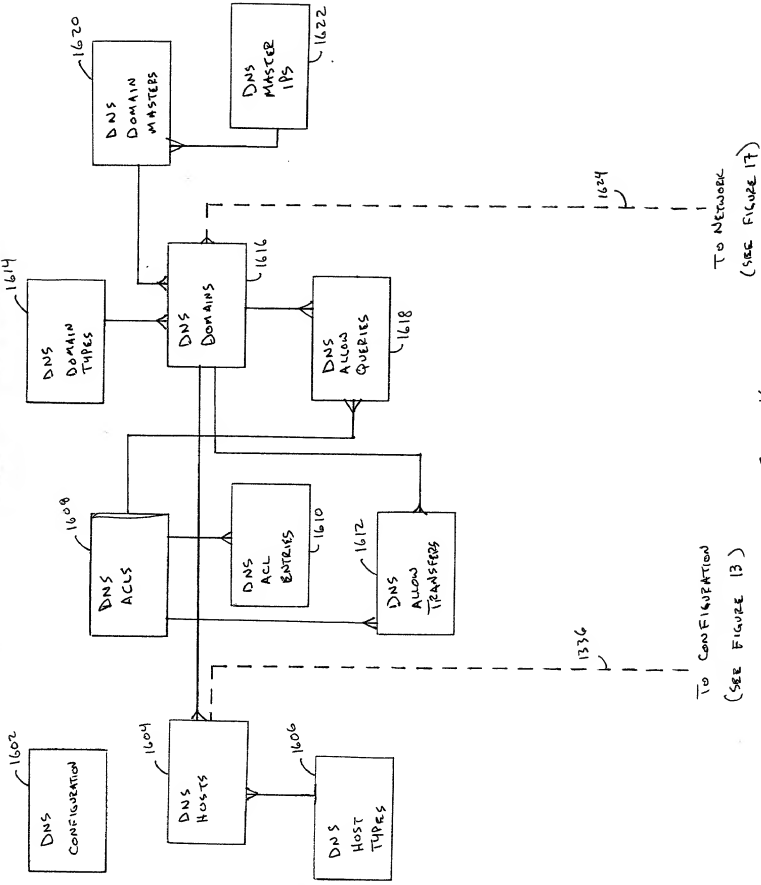 1602
DNS
CONFIGURATION
1604
DNS
HOSTS
1606
DNS
HOST
TYPES
1608
DNS
ACLS
1610
DNS
ACL
ENTRIES
1612
DNS
ALLOW
TRANSFERS
1614
DNS
DOMAIN
TYPES
1616
DNS
DOMAINS
1618
DNS
ALLOW
QUERIES
1620
DNS
DOMAIN
MASTERS
1622
DNS
MASTER
IPS
1336
TO CONFIGURATION
(SEE FIGURE 13)
1624
TO NETWORK
(SEE FIGURE 17)